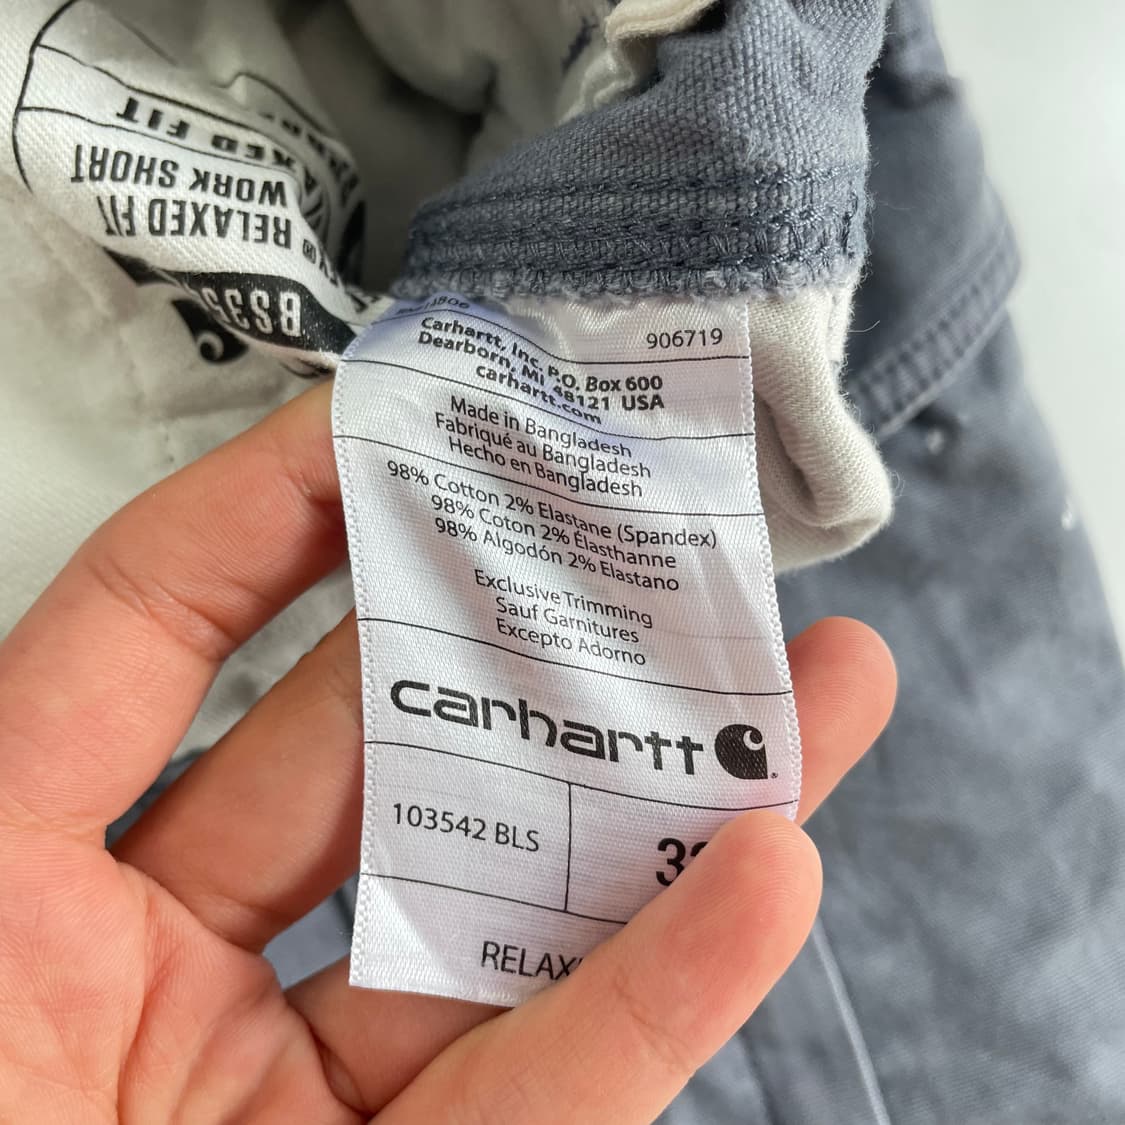 906719
Carhartt, Inc. P.O. Box 600
Dearborn, MI 48121 USA
carhartt.com
Made in Bangladesh
Fabriqué au Bangladesh
Hecho en Bangladesh
98% Cotton 2% Elastane (Spandex)
98% Coton 2% Élasthanne
98% Algodón 2% Elastano
Exclusive Trimming
Sauf Garnitures
Excepto Adorno
carhartt
103542 BLS
RELAX
RELAXED FIT
WORK SHORT
FIT